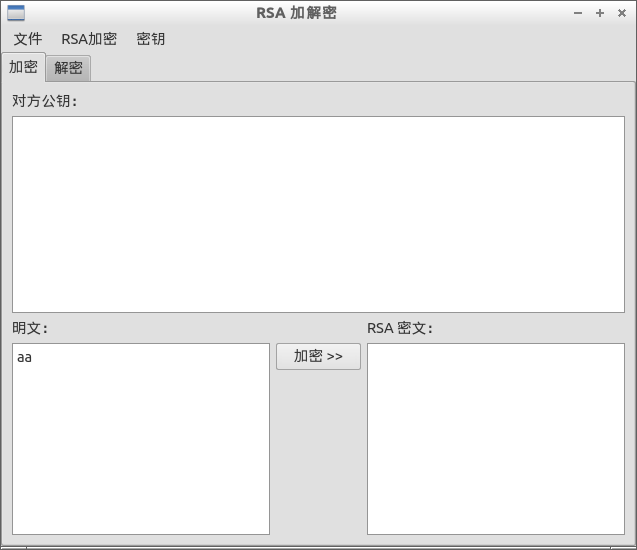 RSA 加解密
文件 RSA加密 密钥
加密 解密
对方公钥:
明文: RSA 密文:
aa 加密 >>